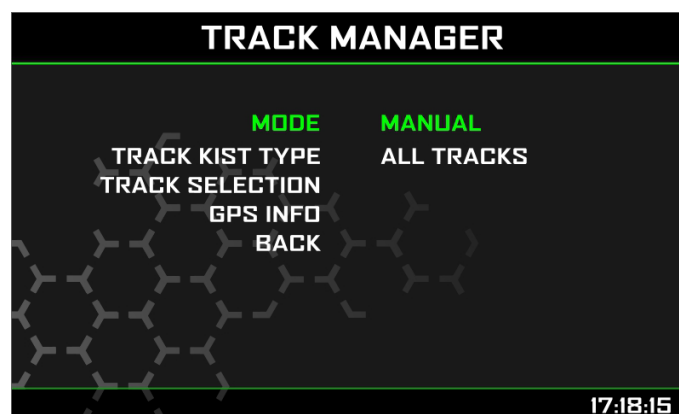 TRACK MANAGER
MODE MANUAL
TRACK KIST TYPE ALL TRACKS
TRACK SELECTION
GPS INFO
BACK
17:18:15